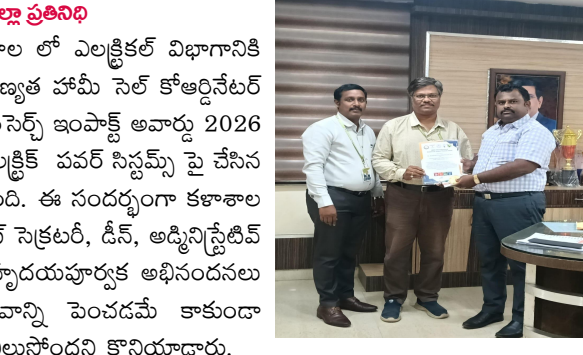 ల్లా ప్రతినిధి
ాల లో ఎలక్ట్రికల్ విభాగానికి
ణ్యత హామీ సెల్ కోఆర్డినేటర్
సెర్చ్ ఇంపాక్ట్ అవార్డు 2026
లక్ట్రిక్ పవర్ సిస్టమ్స్ పై చేసిన
ంది. ఈ సందర్భంగా కళాశాల
్ సెక్రటరీ, డీన్, అడ్మినిస్ట్రేటివ్
హృదయపూర్వక అభినందనలు
వాన్ని పెంచడమే కాకుండా
లుస్తోందని కొనియాడారు.